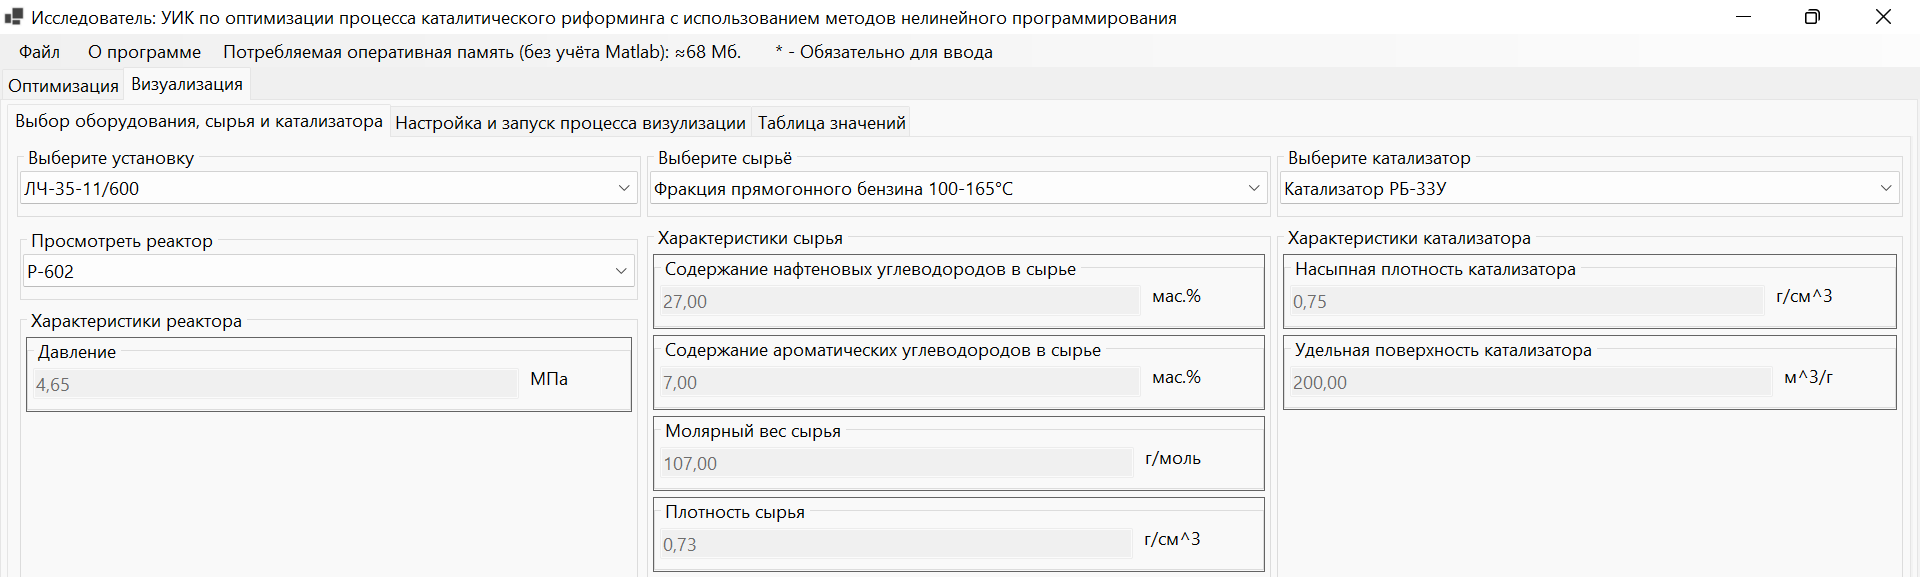 Исследователь: УИК по оптимизации процесса каталитического риформинга с использованием методов нелинейного программирования
Файл О программе Потребляемая оперативная память (без учёта Matlab): ≈68 Мб. * - Обязательно для ввода
Оптимизация Визуализация
Выбор оборудования, сырья и катализатора Настройка и запуск процесса визулизации Таблица значений
Выберите установку
ЛЧ-35-11/600
Просмотреть реактор
Р-602
Характеристики реактора
Давление
4,65 МПа
Выберите сырьё
Фракция прямогонного бензина 100-165°C
Характеристики сырья
Содержание нафтеновых углеводородов в сырье
27,00 мас.%
Содержание ароматических углеводородов в сырье
7,00 мас.%
Молярный вес сырья
107,00 г/моль
Плотность сырья
0,73 г/см^3
Выберите катализатор
Катализатор РБ-33У
Характеристики катализатора
Насыпная плотность катализатора
0,75 г/см^3
Удельная поверхность катализатора
200,00 м^3/г